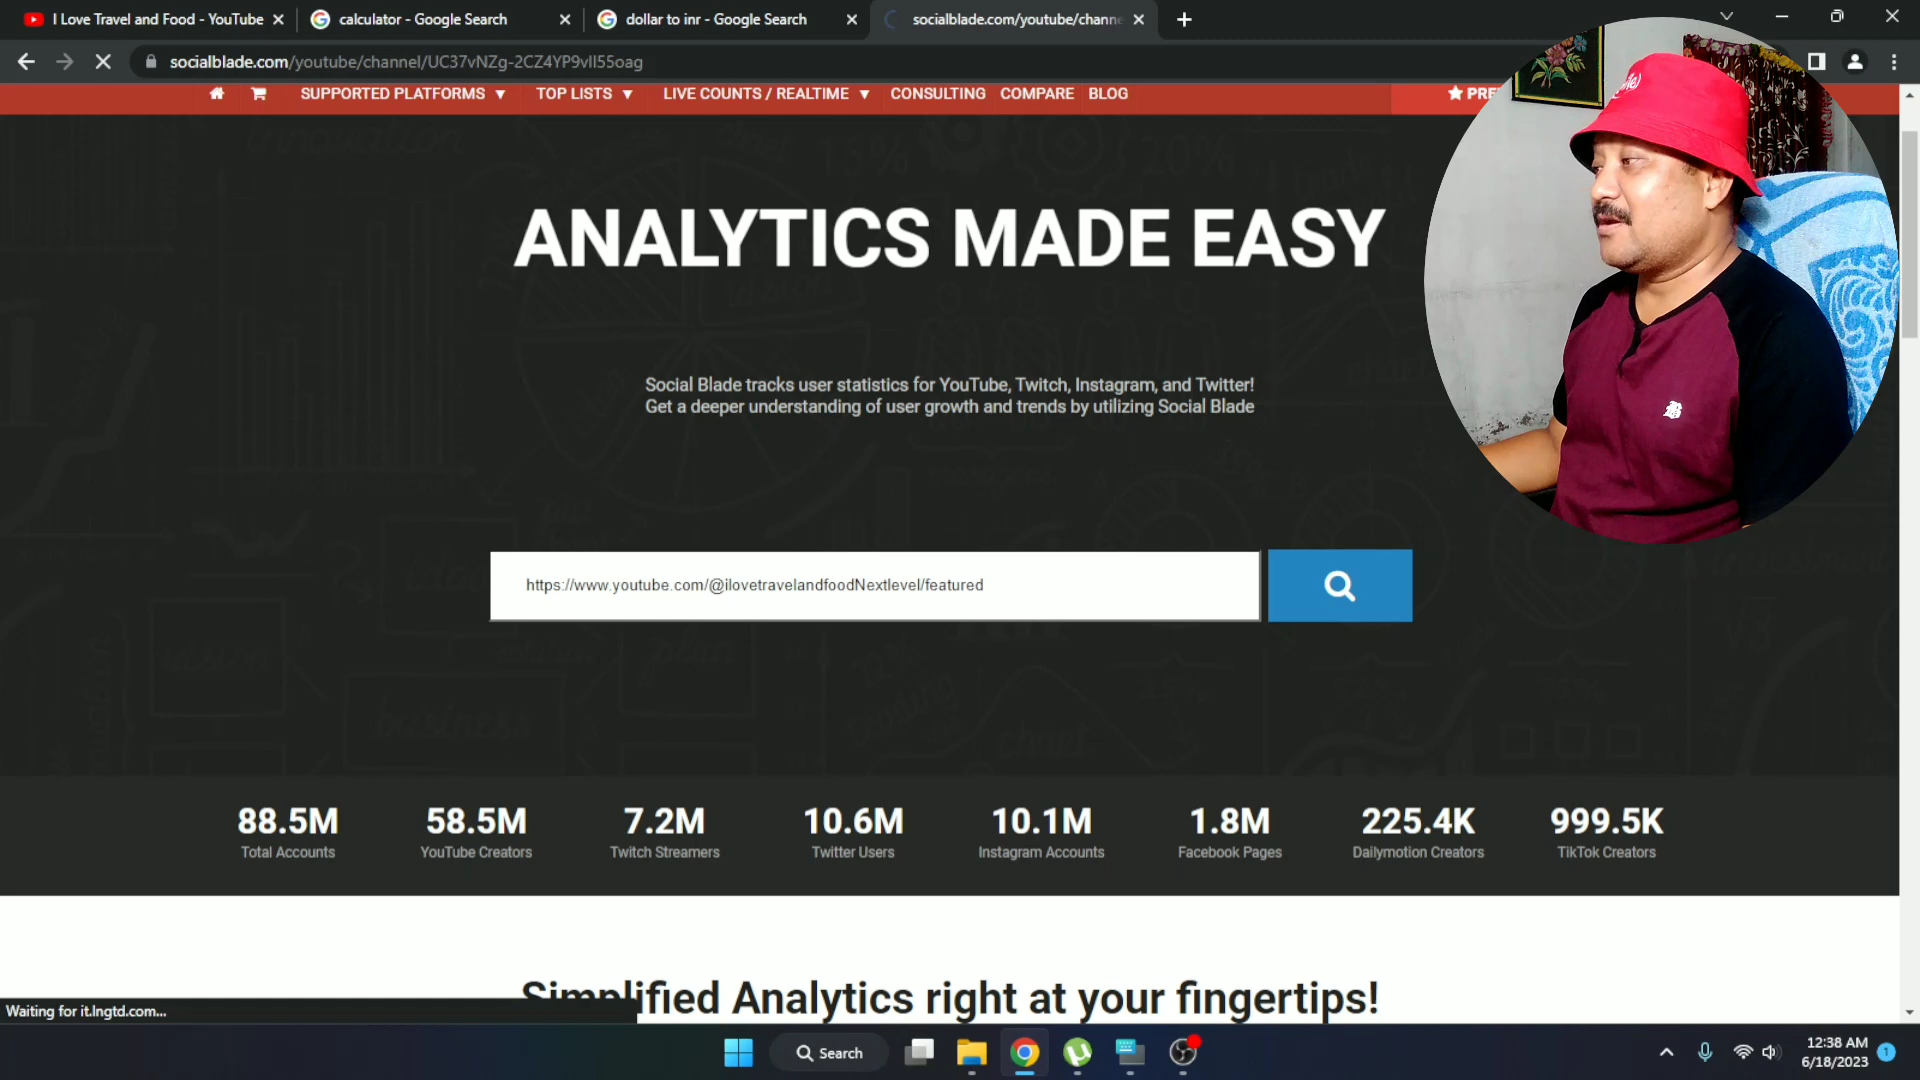 I Love Travel and Food - YouTube
calculator - Google Search
dollar to inr - Google Search
socialblade.com/youtube/channe
socialblade.com/youtube/channel/UC37vNZg-2CZ4YP9vIl55oag
SUPPORTED PLATFORMS ▼
TOP LISTS ▼
LIVE COUNTS / REALTIME ▼
CONSULTING
COMPARE
BLOG
ANALYTICS MADE EASY
Social Blade tracks user statistics for YouTube, Twitch, Instagram, and Twitter!
Get a deeper understanding of user growth and trends by utilizing Social Blade
https://www.youtube.com/@ilovetravelandfoodNextlevel/featured
88.5M
Total Accounts
58.5M
YouTube Creators
7.2M
Twitch Streamers
10.6M
Twitter Users
10.1M
Instagram Accounts
1.8M
Facebook Pages
225.4K
Dailymotion Creators
999.5K
TikTok Creators
Simplified Analytics right at your fingertips!
Waiting for it.lngtd.com...
Search
12:38 AM
6/18/2023
1